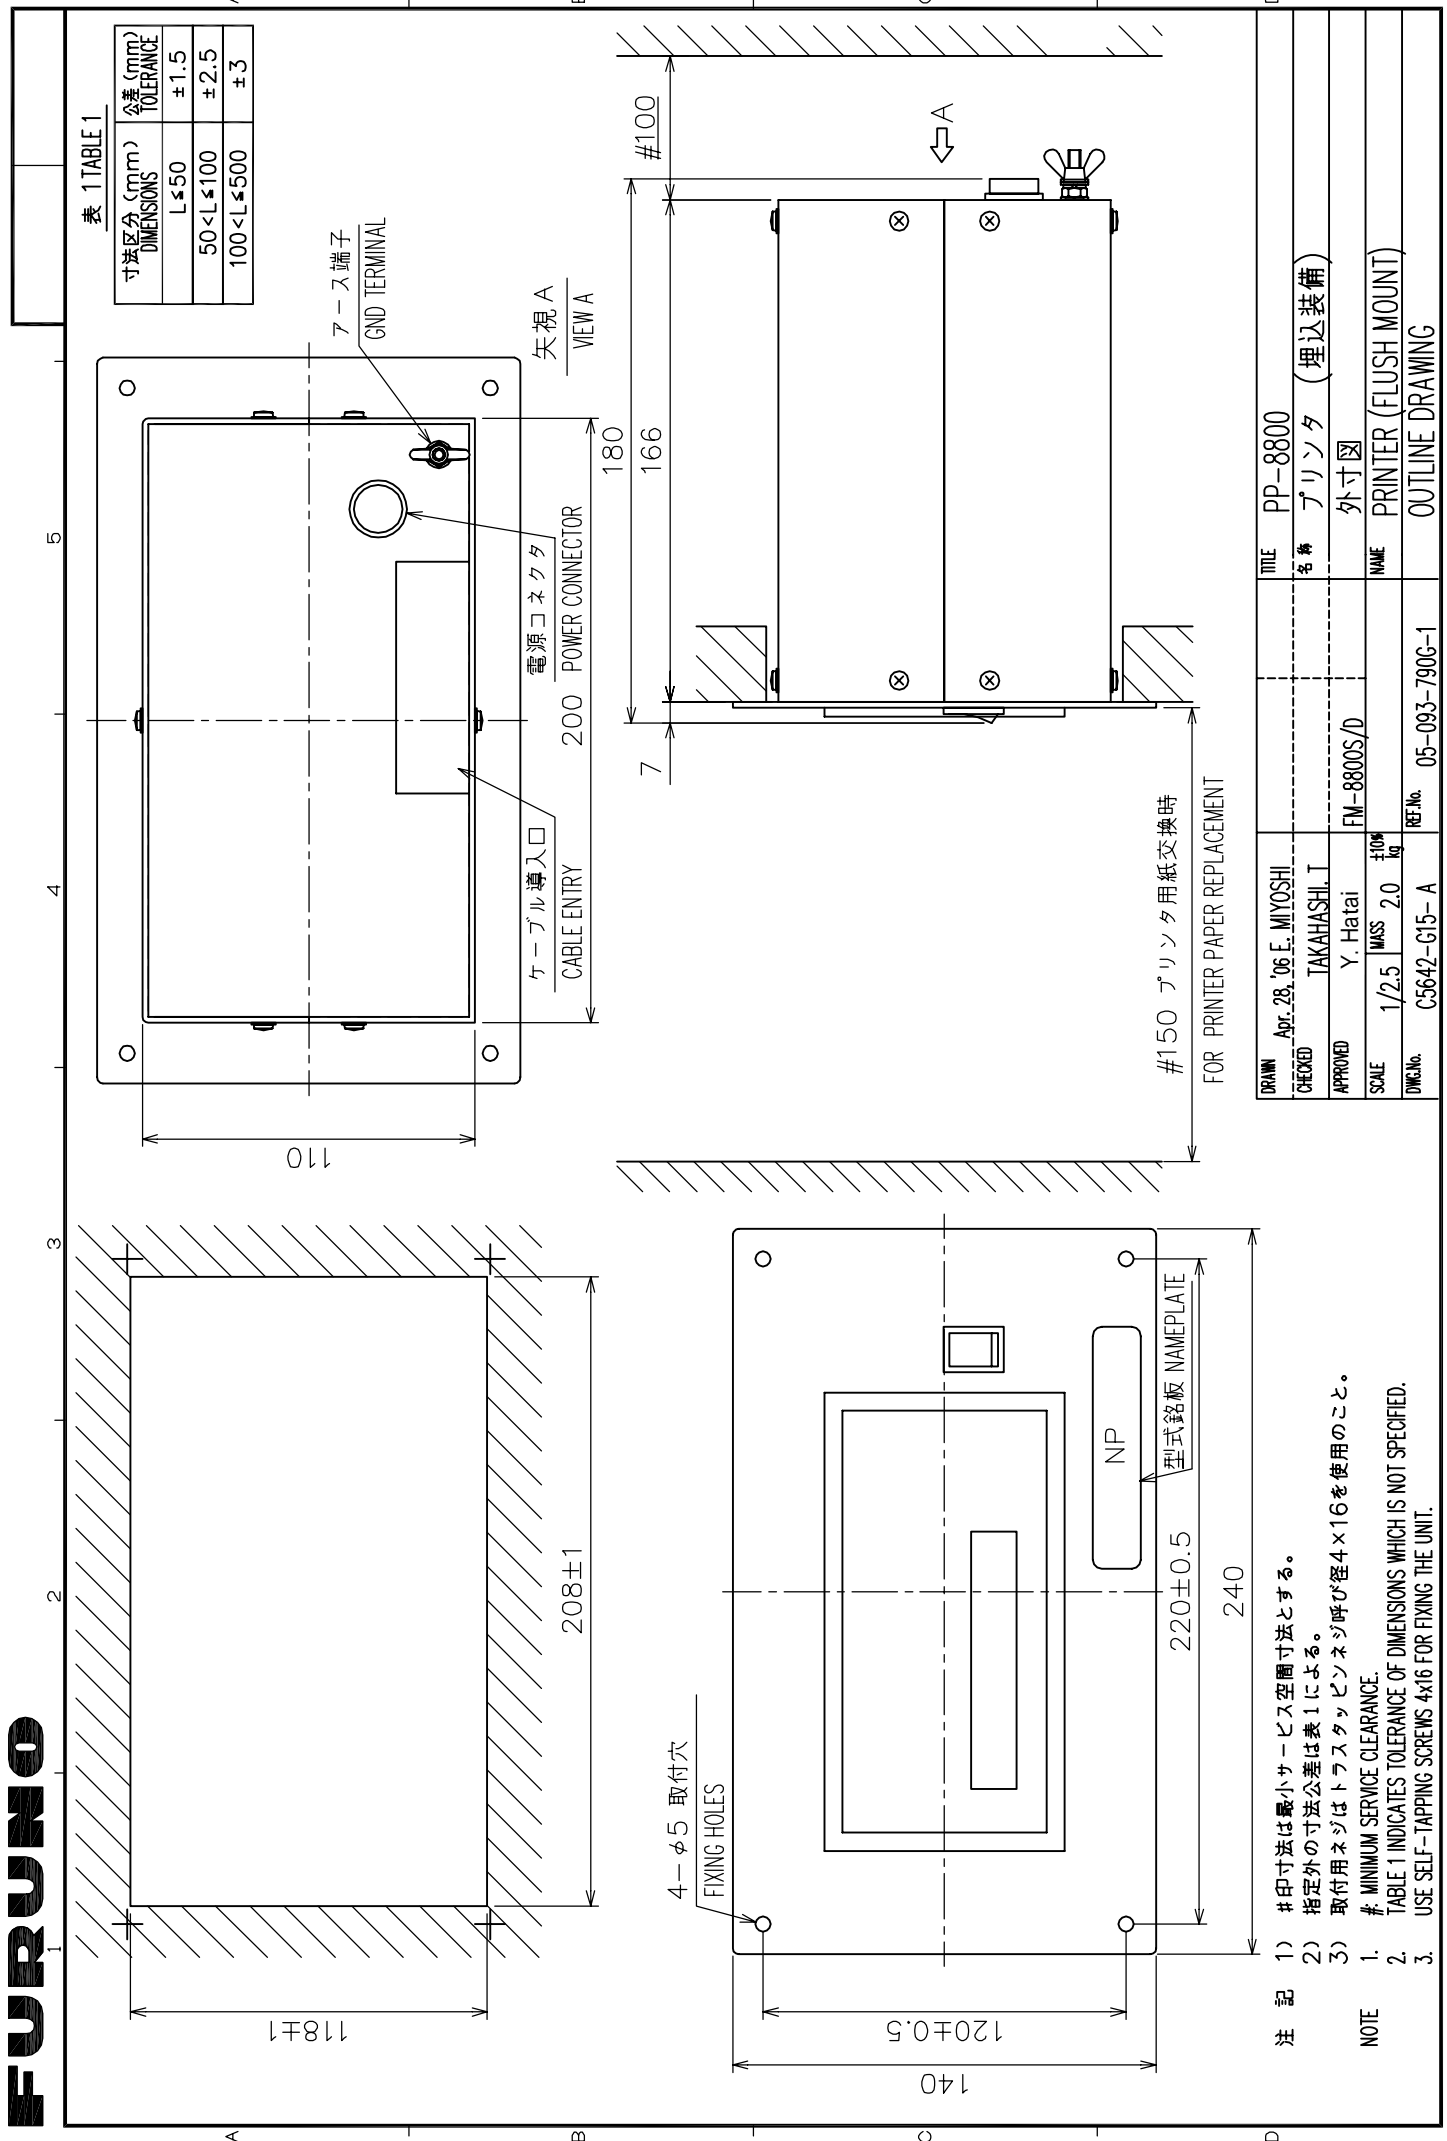 FURUNO
1
2
3
4
5
A
B
C
D
A
B
C
D
表 1 TABLE 1
寸法区分 (mm)
DIMENSIONS
公差 (mm)
TOLERANCE
L≦50
±1.5
50<L≦100
±2.5
100<L≦500
±3
118±1
208±1
110
アース端子
GND TERMINAL
矢視 A
VIEW A
電源コネクタ
POWER CONNECTOR
200
ケーブル導入口
CABLE ENTRY
4-φ5 取付穴
FIXING HOLES
NP
型式銘板 NAMEPLATE
120±0.5
140
220±0.5
240
180
166
7
#100
A
#150 プリンタ用紙交換時
FOR PRINTER PAPER REPLACEMENT
注 記 1) #印寸法は最小サービス空間寸法とする。
2) 指定外の寸法公差は表1による。
3) 取付用ネジはトラスタッピンネジ呼び径4×16を使用のこと。
NOTE 1. #: MINIMUM SERVICE CLEARANCE.
2. TABLE 1 INDICATES TOLERANCE OF DIMENSIONS WHICH IS NOT SPECIFIED.
3. USE SELF-TAPPING SCREWS 4x16 FOR FIXING THE UNIT.
DRAWN Apr. 28, '06 E. MIYOSHI
CHECKED TAKAHASHI. T
APPROVED Y. Hatai
FM-8800S/D
SCALE 1/2.5 MASS 2.0 ±10% kg
DWG.No. C5642-G15- A
REF.No. 05-093-790G-1
TITLE PP-8800
名称 プリンタ (埋込装備)
外寸図
NAME PRINTER (FLUSH MOUNT)
OUTLINE DRAWING